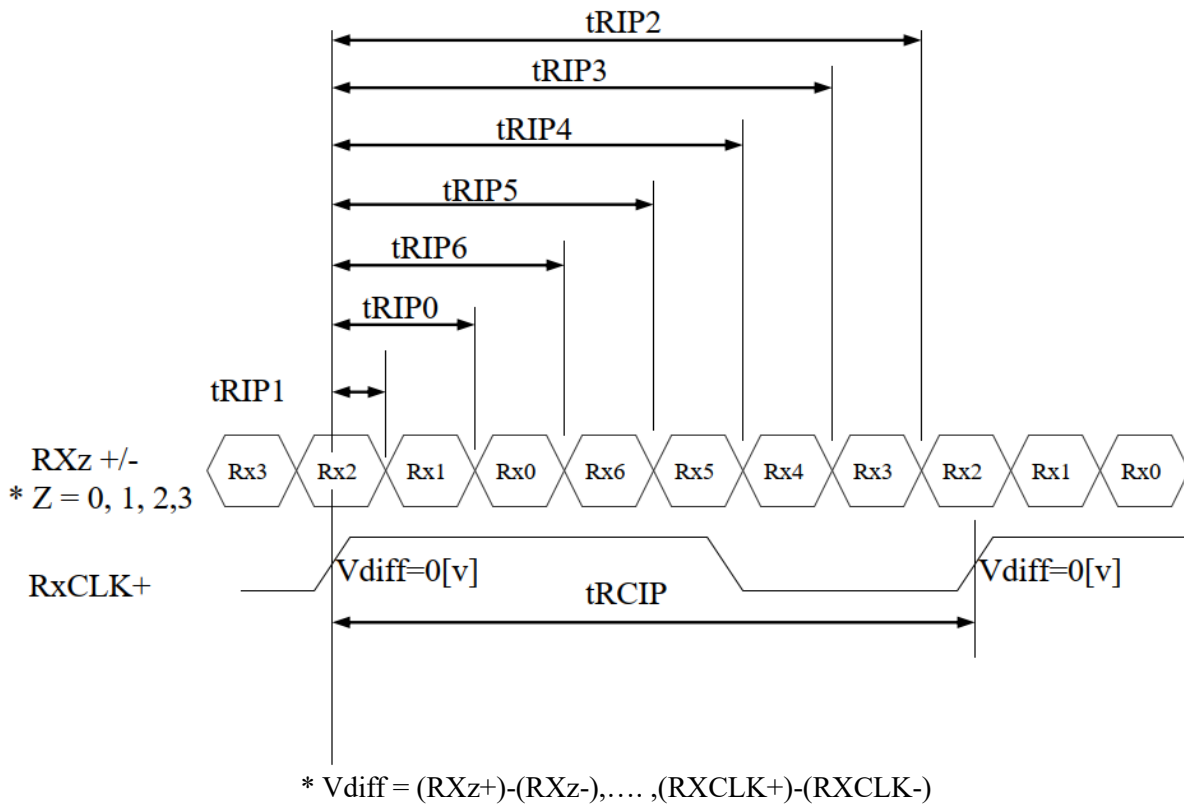 tRIP2
tRIP3
tRIP4
tRIP5
tRIP6
tRIP0
tRIP1
RXz +/-
* Z = 0, 1, 2,3
Rx3 Rx2 Rx1 Rx0 Rx6 Rx5 Rx4 Rx3 Rx2 Rx1 Rx0
RxCLK+
Vdiff=0[v] Vdiff=0[v]
tRCIP
* Vdiff = (RXz+)-(RXz-),…. ,(RXCLK+)-(RXCLK-)